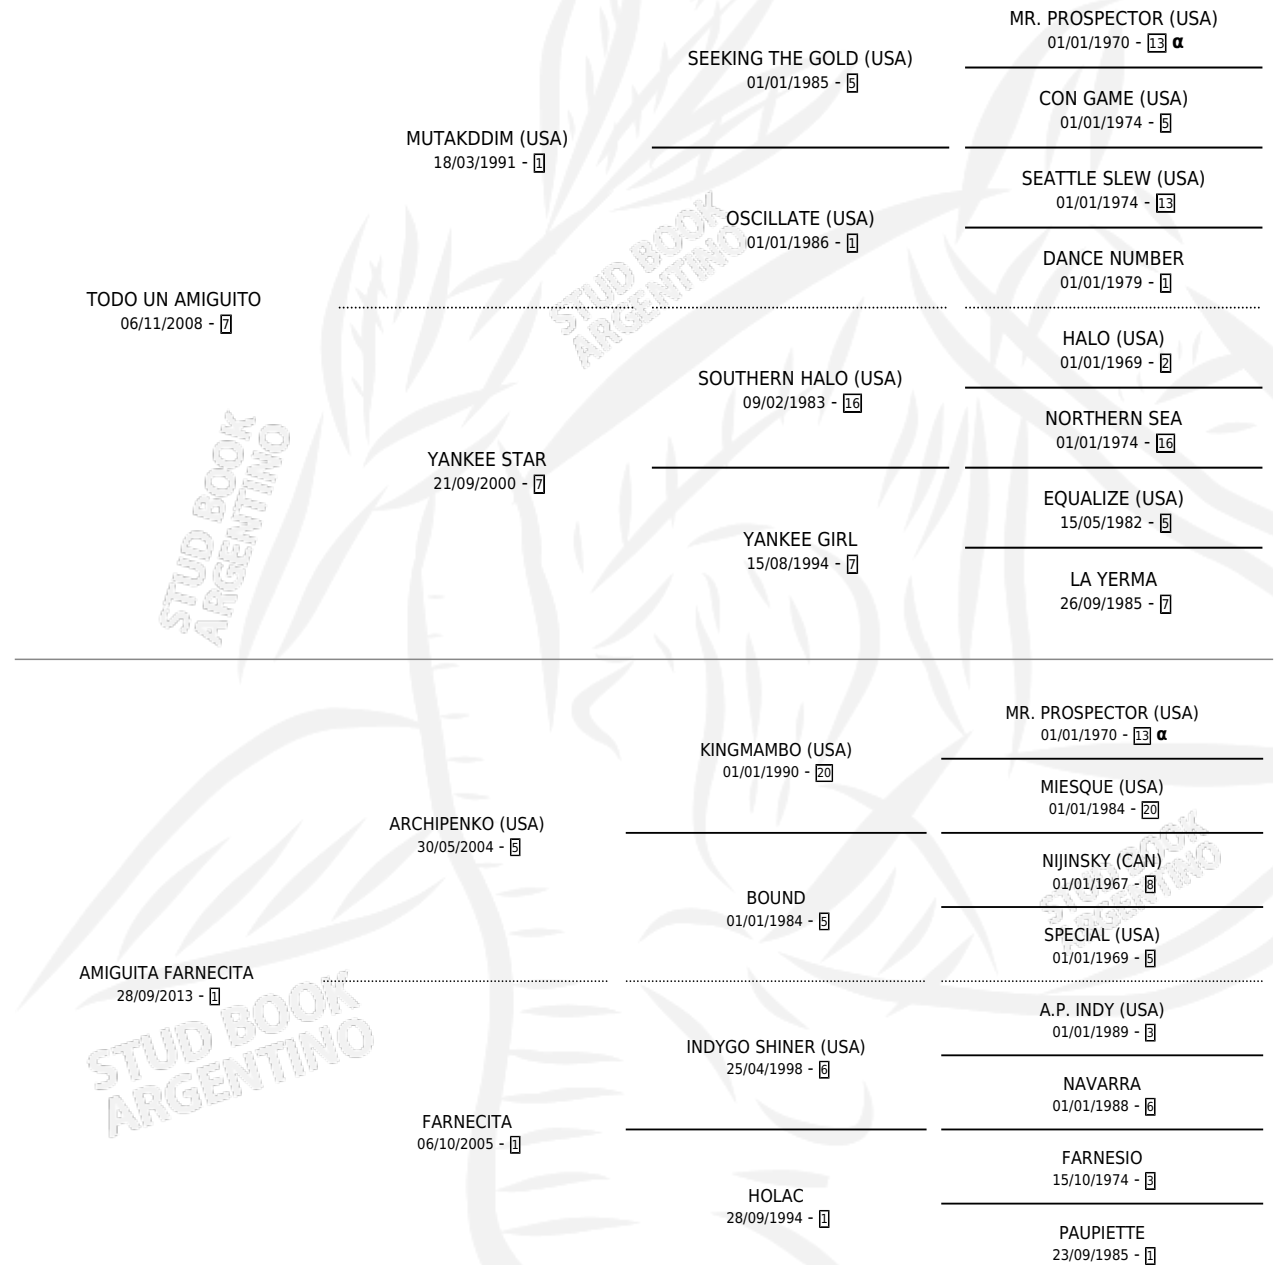 MR. PROSPECTOR (USA)
01/01/1970 - 13 α
SEEKING THE GOLD (USA)
01/01/1985 - 5
CON GAME (USA)
01/01/1974 - 5
MUTAKDDIM (USA)
18/03/1991 - 1
SEATTLE SLEW (USA)
01/01/1974 - 13
OSCILLATE (USA)
01/01/1986 - 1
DANCE NUMBER
01/01/1979 - 1
TODO UN AMIGUITO
06/11/2008 - 7
HALO (USA)
01/01/1969 - 2
SOUTHERN HALO (USA)
09/02/1983 - 16
NORTHERN SEA
01/01/1974 - 16
YANKEE STAR
21/09/2000 - 7
EQUALIZE (USA)
15/05/1982 - 5
YANKEE GIRL
15/08/1994 - 7
LA YERMA
26/09/1985 - 7
MR. PROSPECTOR (USA)
01/01/1970 - 13 α
KINGMAMBO (USA)
01/01/1990 - 20
MIESQUE (USA)
01/01/1984 - 20
ARCHIPENKO (USA)
30/05/2004 - 5
NIJINSKY (CAN)
01/01/1967 - 8
BOUND
01/01/1984 - 5
SPECIAL (USA)
01/01/1969 - 5
AMIGUITA FARNECITA
28/09/2013 - 1
A.P. INDY (USA)
01/01/1989 - 3
INDYGO SHINER (USA)
25/04/1998 - 6
NAVARRA
01/01/1988 - 6
FARNECITA
06/10/2005 - 1
FARNESIO
15/10/1974 - 3
HOLAC
28/09/1994 - 1
PAUPIETTE
23/09/1985 - 1
STUD BOOK
ARGENTINO
STUD BOOK
ARGENTINO
STUD BOOK
ARGENTINO
STUD BOOK
ARGENTINO